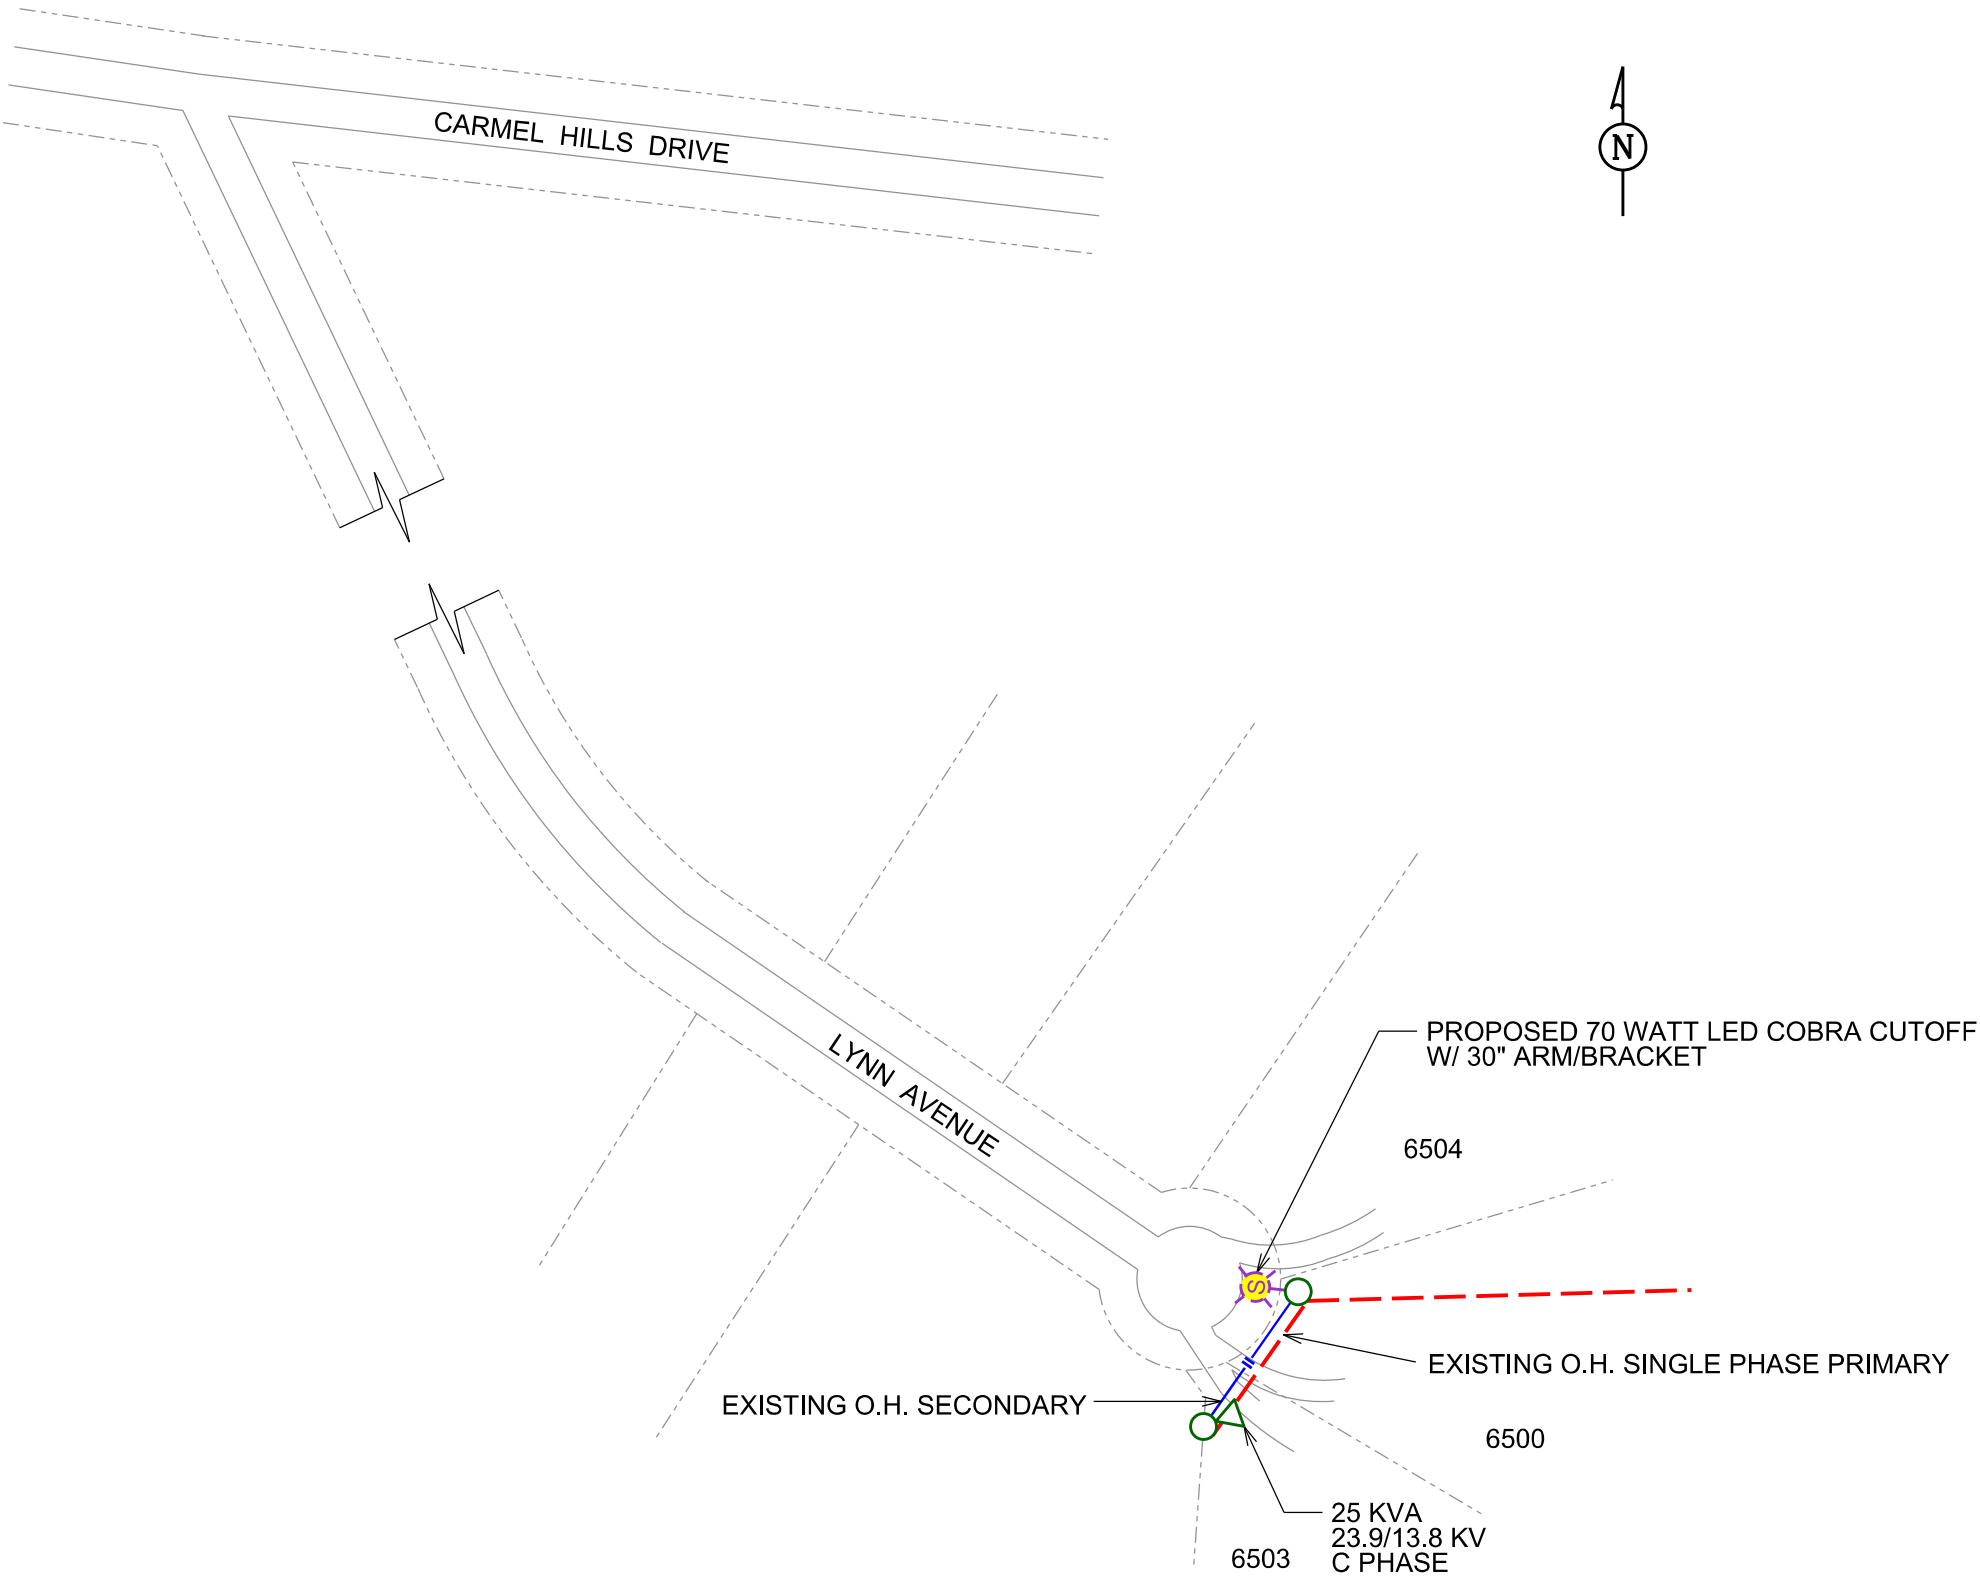 CARMEL HILLS DRIVE
N
LYNN AVENUE
PROPOSED 70 WATT LED COBRA CUTOFF
W/ 30" ARM/BRACKET
6504
S
EXISTING O.H. SINGLE PHASE PRIMARY
EXISTING O.H. SECONDARY
6500
25 KVA
23.9/13.8 KV
C PHASE
6503